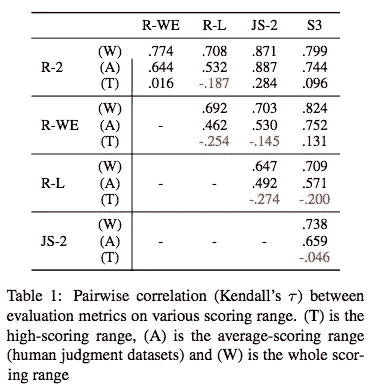 R-WE R-L JS-2 S3
(W) .774 .708 .871 .799
R-2 (A) .644 .532 .887 .744
(T) .016 -.187 .284 .096
(W) .692 .703 .824
R-WE (A) - .462 .530 .752
(T) -.254 -.145 .131
(W) .647 .709
R-L (A) - - .492 .571
(T) -.274 -.200
(W) .738
JS-2 (A) - - - .659
(T) -.046
Table 1: Pairwise correlation (Kendall's τ) between
evaluation metrics on various scoring range. (T) is the
high-scoring range, (A) is the average-scoring range
(human judgment datasets) and (W) is the whole scor-
ing range